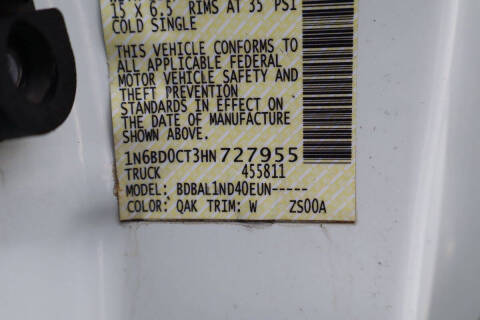 15 X 6.5 RIMS AT 35 PSI
COLD SINGLE
THIS VEHICLE CONFORMS TO
ALL APPLICABLE FEDERAL
MOTOR VEHICLE SAFETY AND
THEFT PREVENTION
STANDARDS IN EFFECT ON
THE DATE OF MANUFACTURE
SHOWN ABOVE.
1N6BD0CT3HN727955
TRUCK 455811
MODEL: BDBAL1ND40EUN-----
COLOR: QAK TRIM: W ZS00A